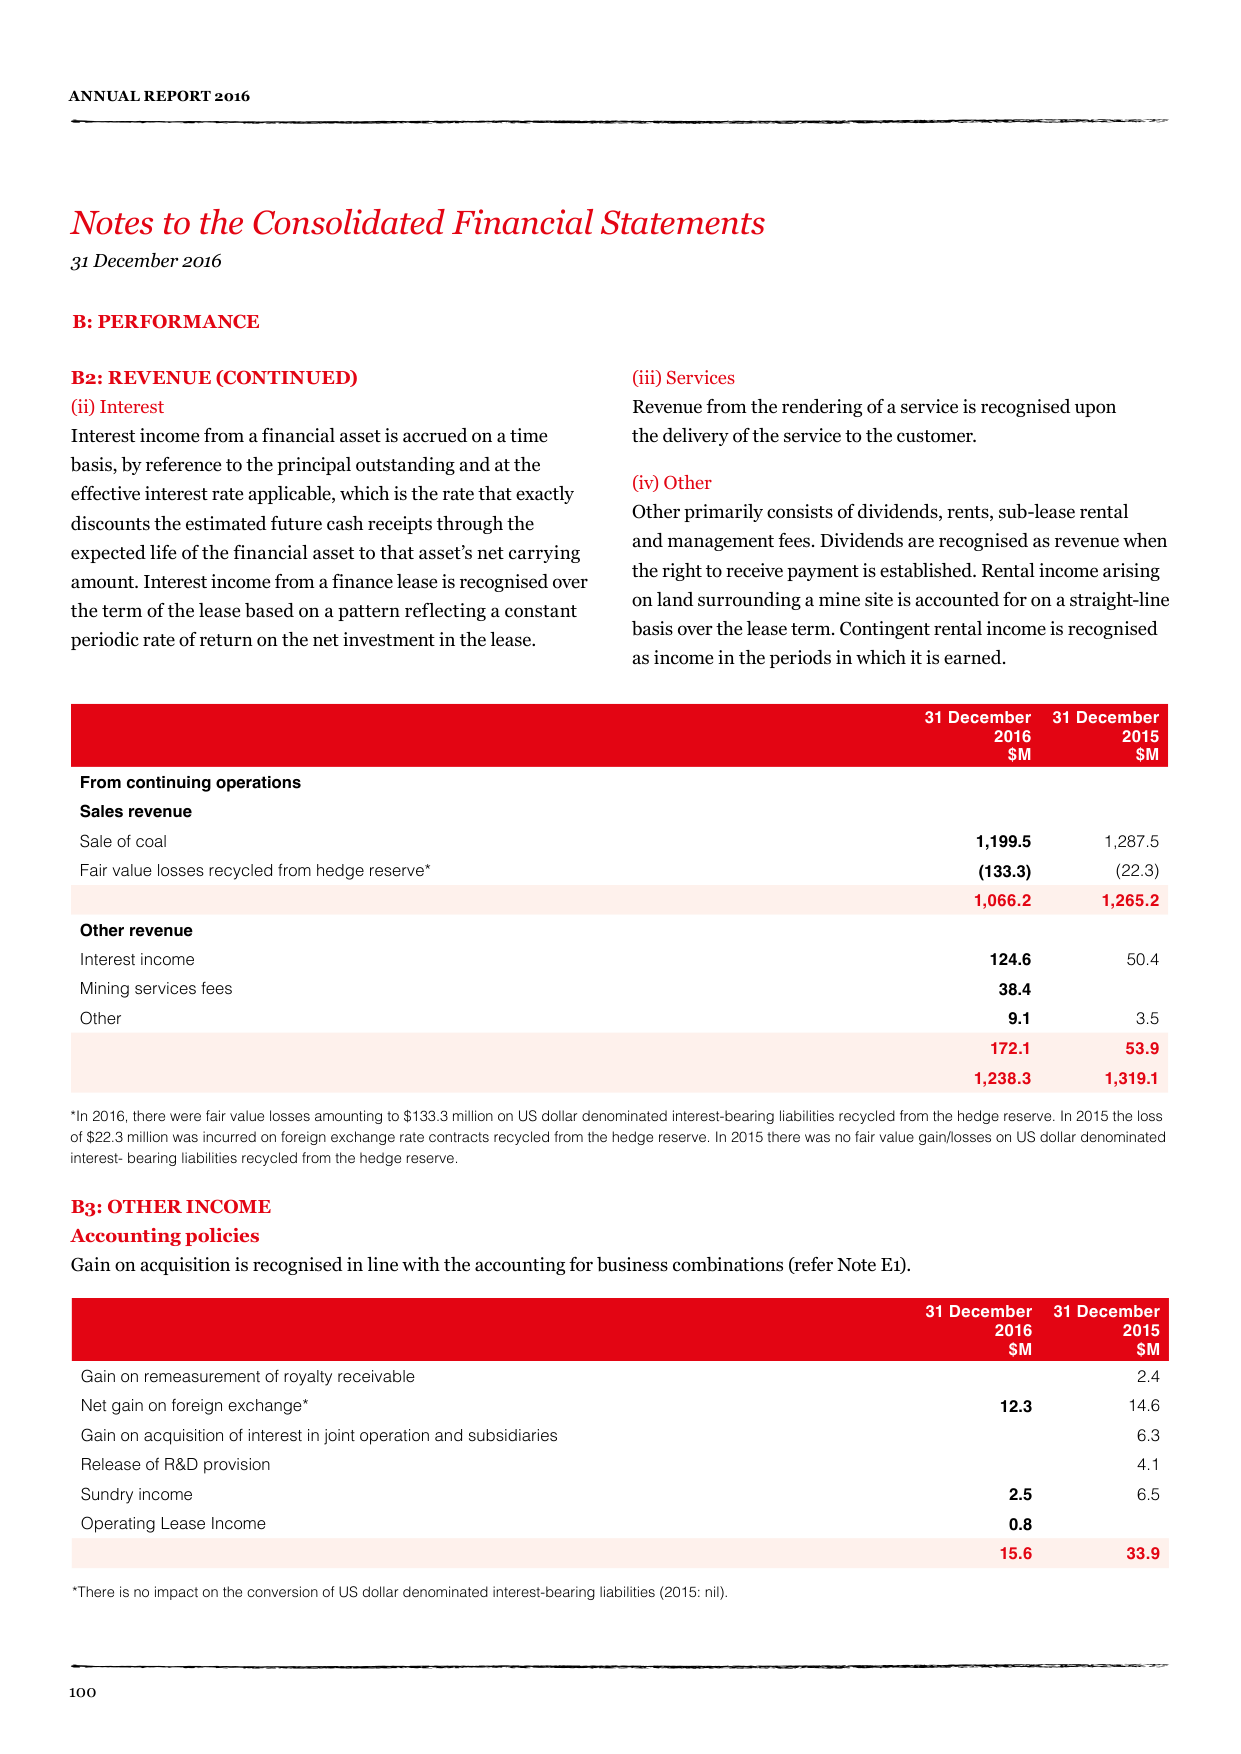 ANNUAL REPORT 2016
Notes to the Consolidated Financial Statements
31 December 2016
B: PERFORMANCE
B2: REVENUE (CONTINUED)
(ii) Interest
Interest income from a financial asset is accrued on a time
basis, by reference to the principal outstanding and at the
effective interest rate applicable, which is the rate that exactly
discounts the estimated future cash receipts through the
expected life of the financial asset to that asset’s net carrying
amount. Interest income from a finance lease is recognised over
the term of the lease based on a pattern reflecting a constant
periodic rate of return on the net investment in the lease.
(iii) Services
Revenue from the rendering of a service is recognised upon
the delivery of the service to the customer.
(iv) Other
Other primarily consists of dividends, rents, sub-lease rental
and management fees. Dividends are recognised as revenue when
the right to receive payment is established. Rental income arising
on land surrounding a mine site is accounted for on a straight-line
basis over the lease term. Contingent rental income is recognised
as income in the periods in which it is earned.
31 December 31 December
2016 2015
$M $M
From continuing operations
Sales revenue
Sale of coal 1,199.5 1,287.5
Fair value losses recycled from hedge reserve* (133.3) (22.3)
1,066.2 1,265.2
Other revenue
Interest income 124.6 50.4
Mining services fees 38.4
Other 9.1 3.5
172.1 53.9
1,238.3 1,319.1
*In 2016, there were fair value losses amounting to $133.3 million on US dollar denominated interest-bearing liabilities recycled from the hedge reserve. In 2015 the loss
of $22.3 million was incurred on foreign exchange rate contracts recycled from the hedge reserve. In 2015 there was no fair value gain/losses on US dollar denominated
interest- bearing liabilities recycled from the hedge reserve.
B3: OTHER INCOME
Accounting policies
Gain on acquisition is recognised in line with the accounting for business combinations (refer Note E1).
31 December 31 December
2016 2015
$M $M
Gain on remeasurement of royalty receivable 2.4
Net gain on foreign exchange* 12.3 14.6
Gain on acquisition of interest in joint operation and subsidiaries 6.3
Release of R&D provision 4.1
Sundry income 2.5 6.5
Operating Lease Income 0.8
15.6 33.9
*There is no impact on the conversion of US dollar denominated interest-bearing liabilities (2015: nil).
100